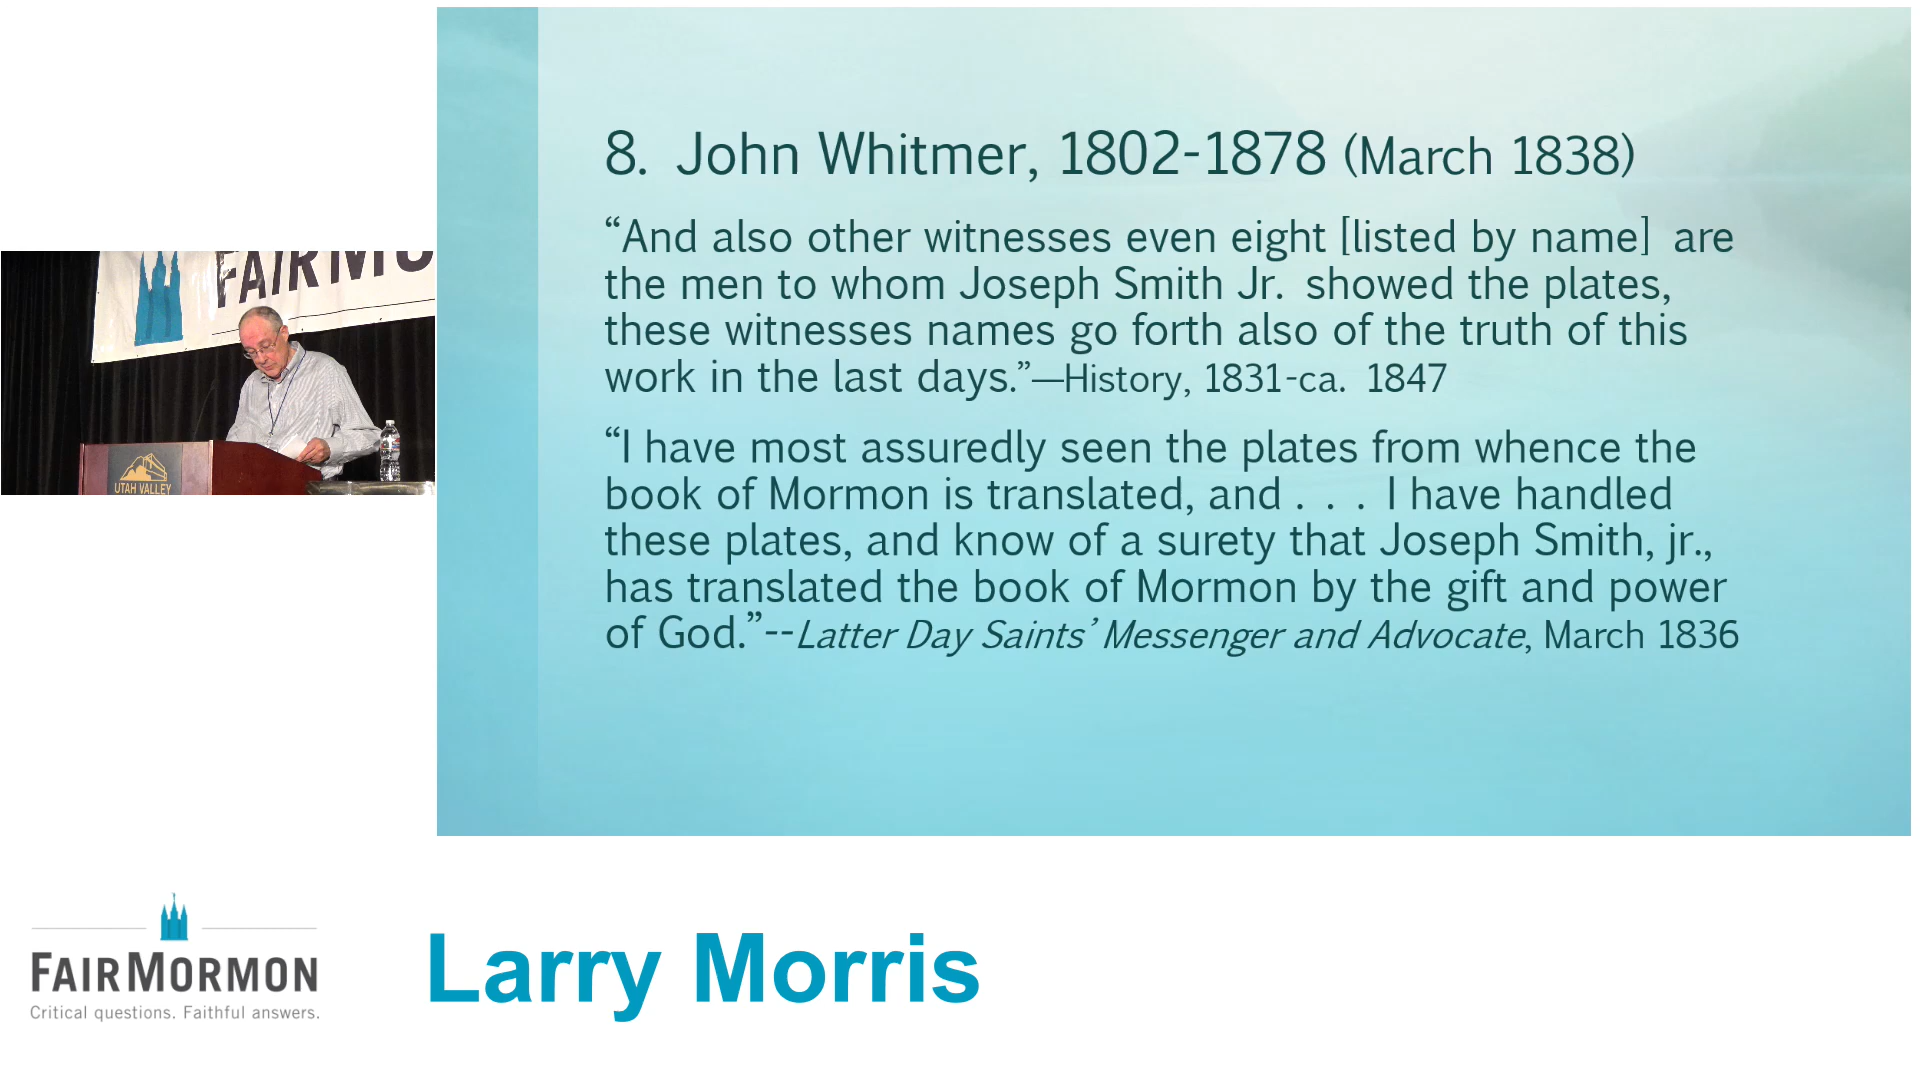 8. John Whitmer, 1802-1878 (March 1838)
“And also other witnesses even eight [listed by name] are
the men to whom Joseph Smith Jr. showed the plates,
these witnesses names go forth also of the truth of this
work in the last days.”—History, 1831-ca. 1847
“I have most assuredly seen the plates from whence the
book of Mormon is translated, and . . . I have handled
these plates, and know of a surety that Joseph Smith, jr.,
has translated the book of Mormon by the gift and power
of God.”--Latter Day Saints’ Messenger and Advocate, March 1836
FAIRMO
UTAH VALLEY
FAIRMORMON
Critical questions. Faithful answers.
Larry Morris